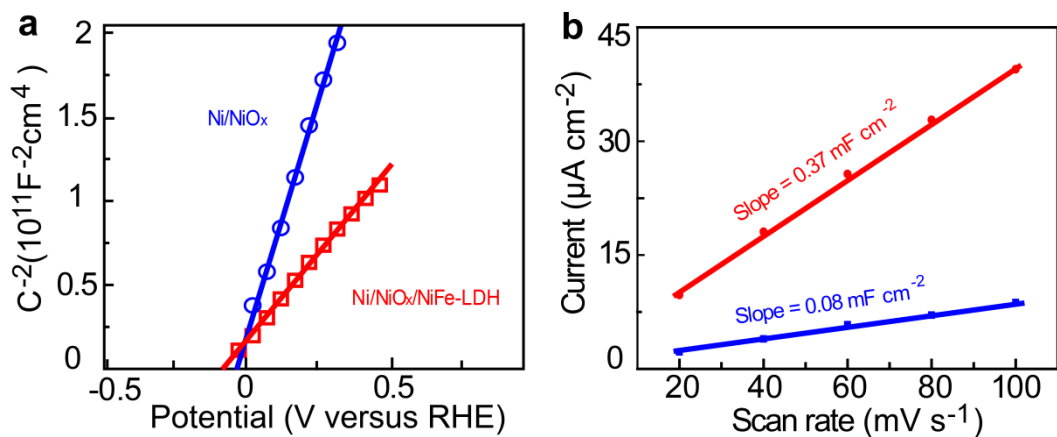 a
C⁻²(10¹¹F⁻²cm⁴)
2
1.5
1
0.5
0
Ni/NiOₓ
Ni/NiOₓ/NiFe-LDH
-0.5
0
0.5
Potential (V versus RHE)
b
Current (µA cm⁻²)
45
30
15
0
Slope = 0.37 mF cm⁻²
Slope = 0.08 mF cm⁻²
20
40
60
80
100
Scan rate (mV s⁻¹)